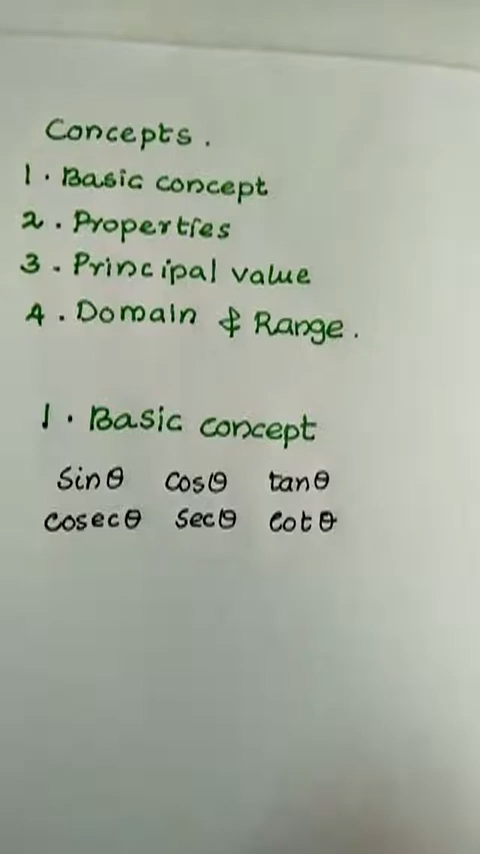 Concepts.
1. Basic concept
2. Properties
3. Principal value
4. Domain & Range.
1. Basic concept
sinθ cosθ tanθ
cosecθ secθ cotθ